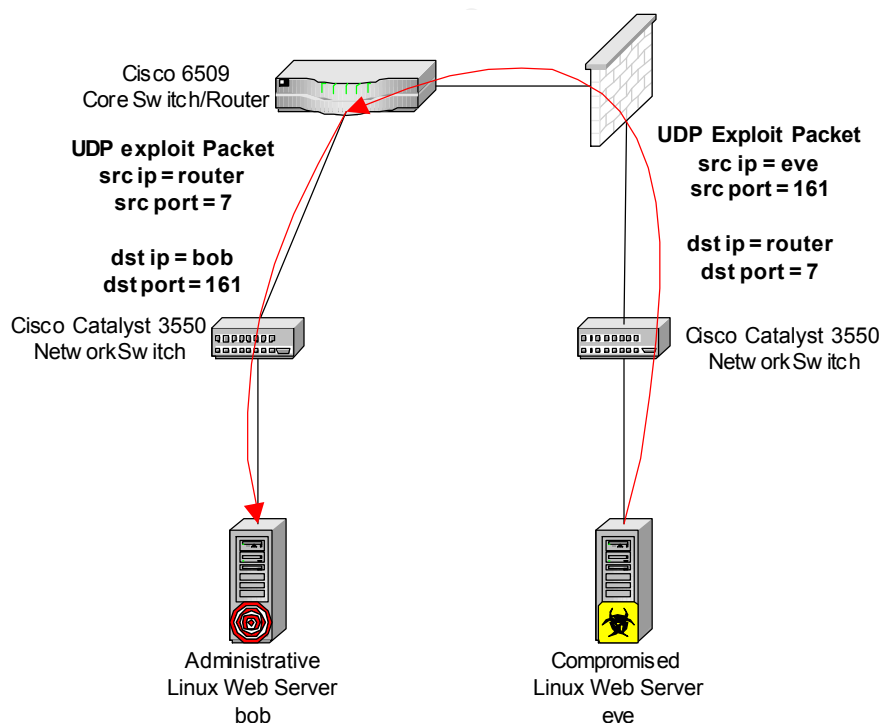 Cisco 6509
Core Switch/Router
UDP exploit Packet
src ip = router
src port = 7
dst ip = bob
dst port = 161
UDP Exploit Packet
src ip = eve
src port = 161
dst ip = router
dst port = 7
Cisco Catalyst 3550
Network Switch
Cisco Catalyst 3550
Network Switch
Administrative
Linux Web Server
bob
Compromised
Linux Web Server
eve